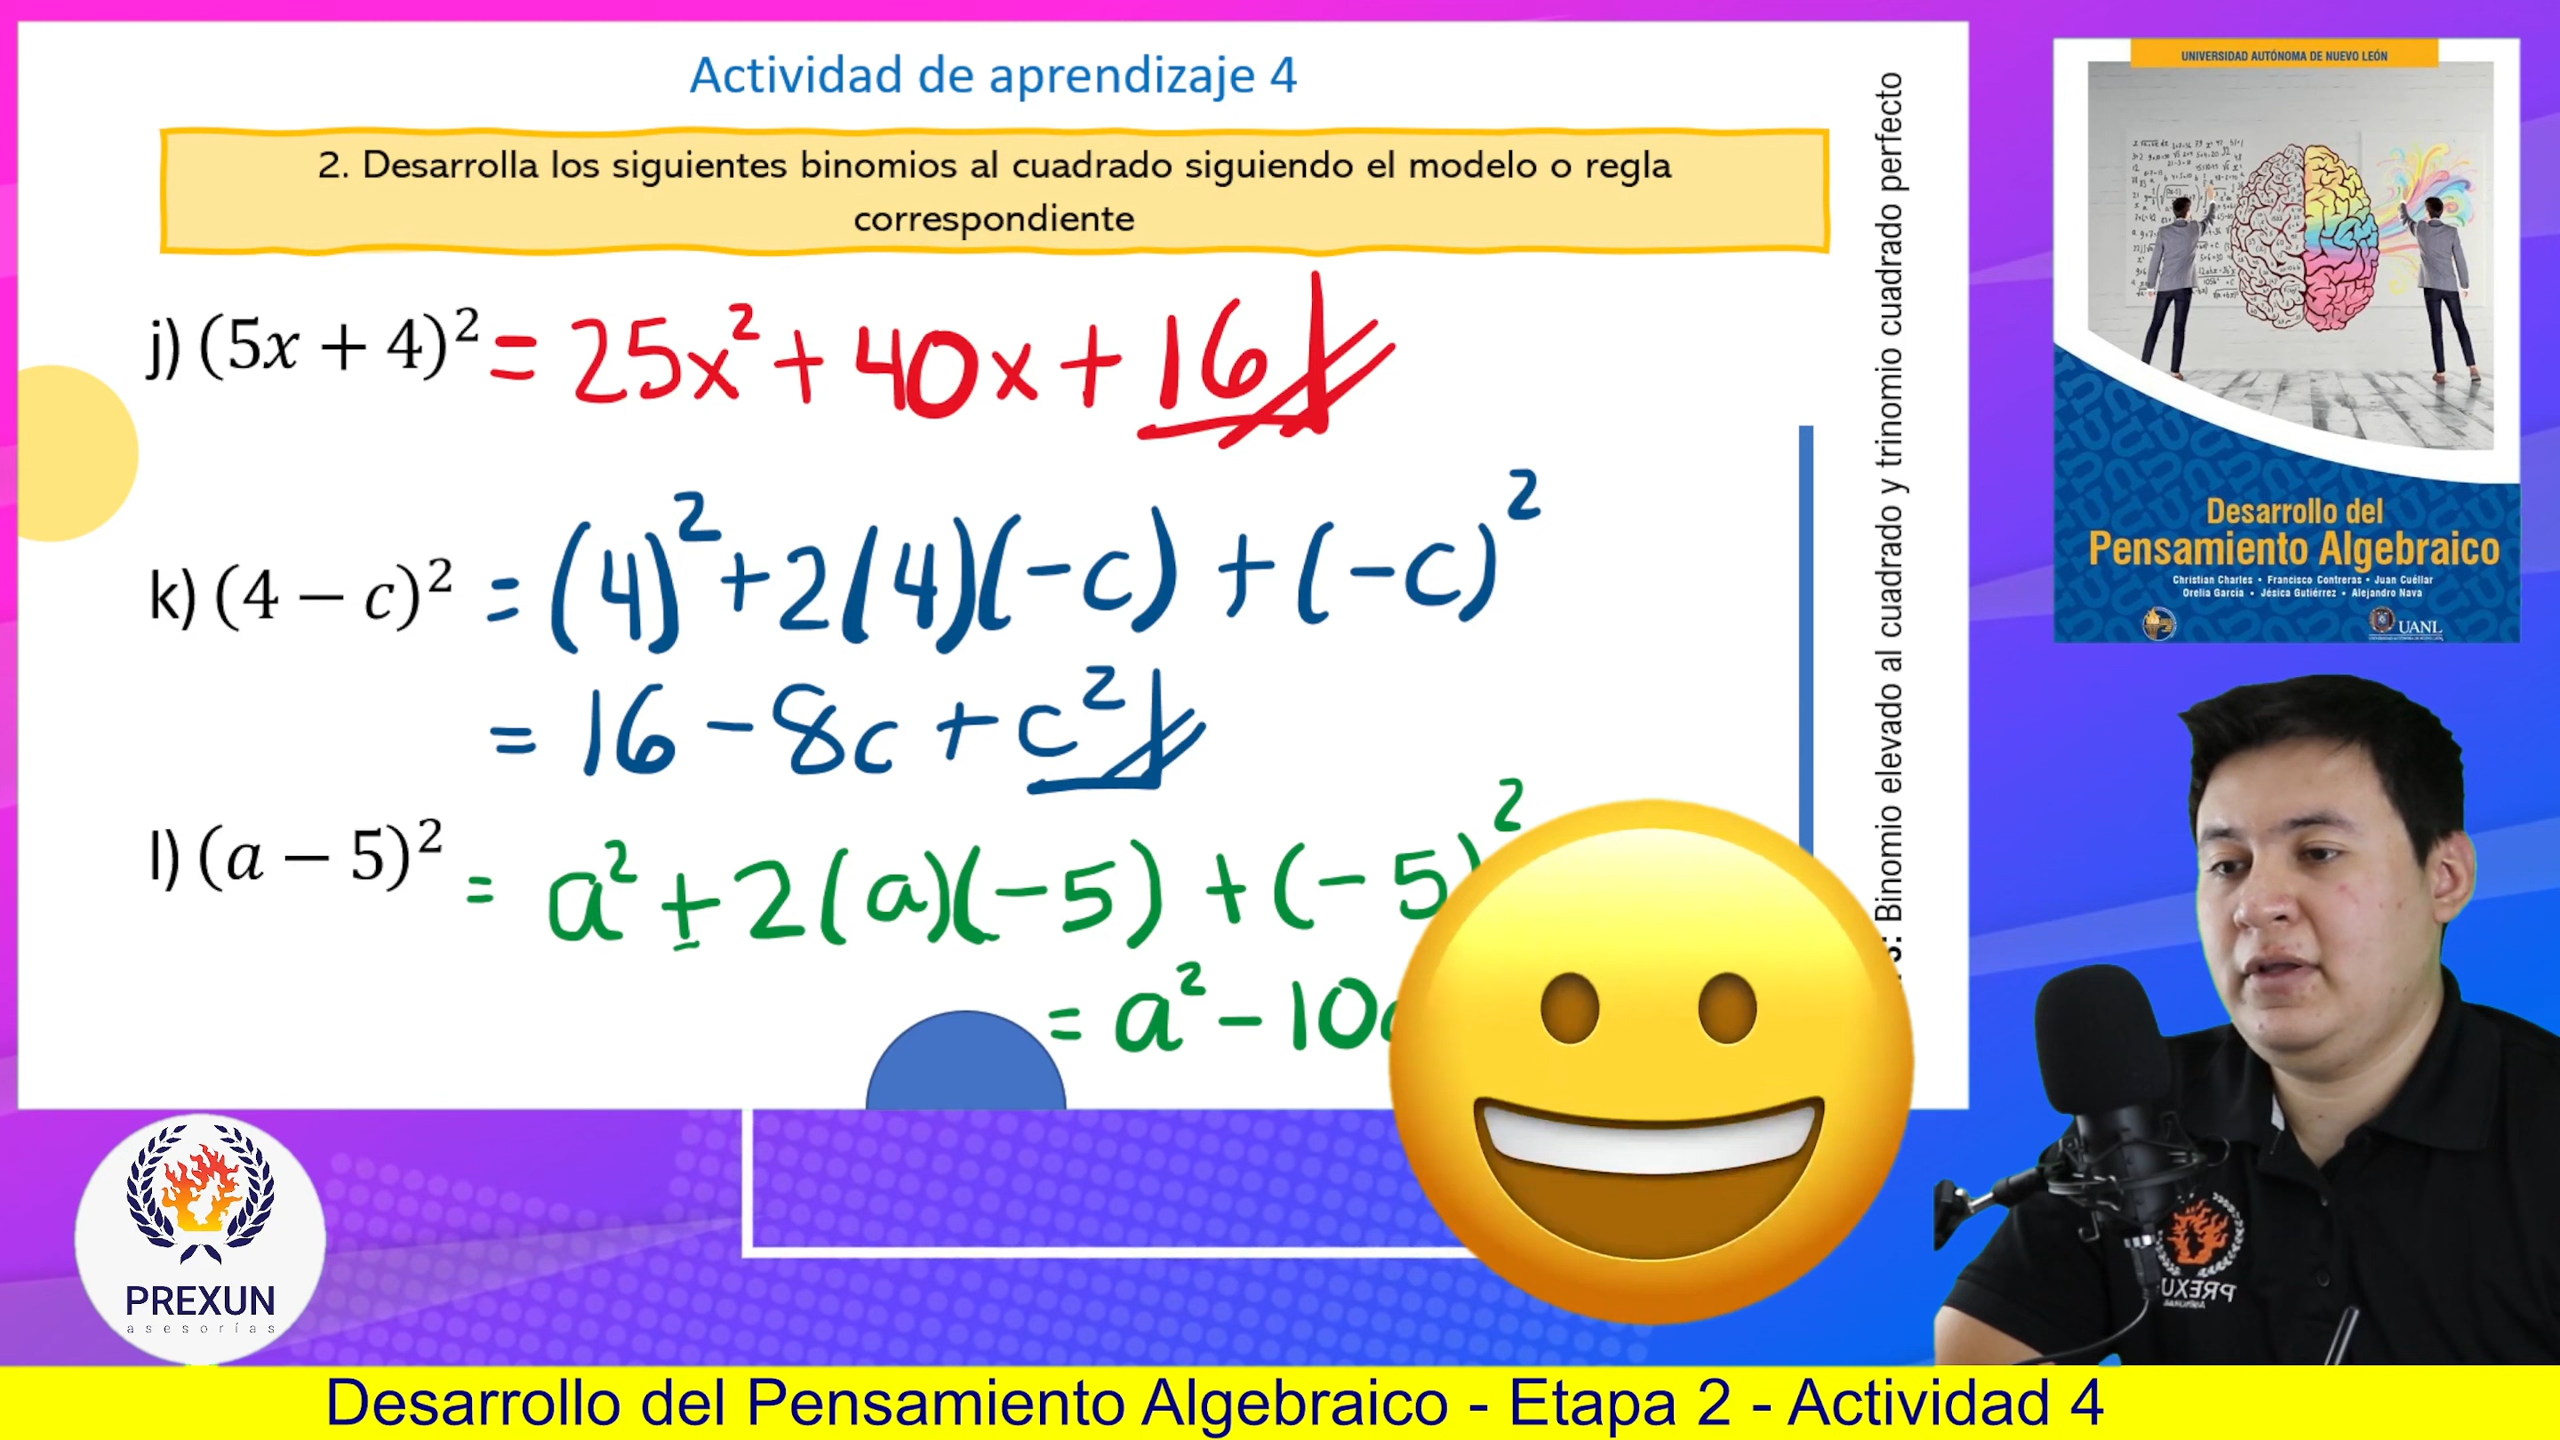 Actividad de aprendizaje 4
2. Desarrolla los siguientes binomios al cuadrado siguiendo el modelo o regla
correspondiente
j) (5x + 4)² = 25x² + 40x + 16
k) (4 − c)² = (4)² + 2(4)(-c) + (-c)²
= 16 - 8c + c²
l) (a − 5)² = a² + 2(a)(-5) + (-5)²
= a² - 10
Binomio elevado al cuadrado y trinomio cuadrado perfecto
UNIVERSIDAD AUTÓNOMA DE NUEVO LEÓN
Desarrollo del
Pensamiento Algebraico
Christian Charles • Francisco Contreras • Juan Cuéllar
Orelia García • Jésica Gutiérrez • Alejandro Nava
UANL
PREXUN
asesorías
PREXU
Desarrollo del Pensamiento Algebraico - Etapa 2 - Actividad 4